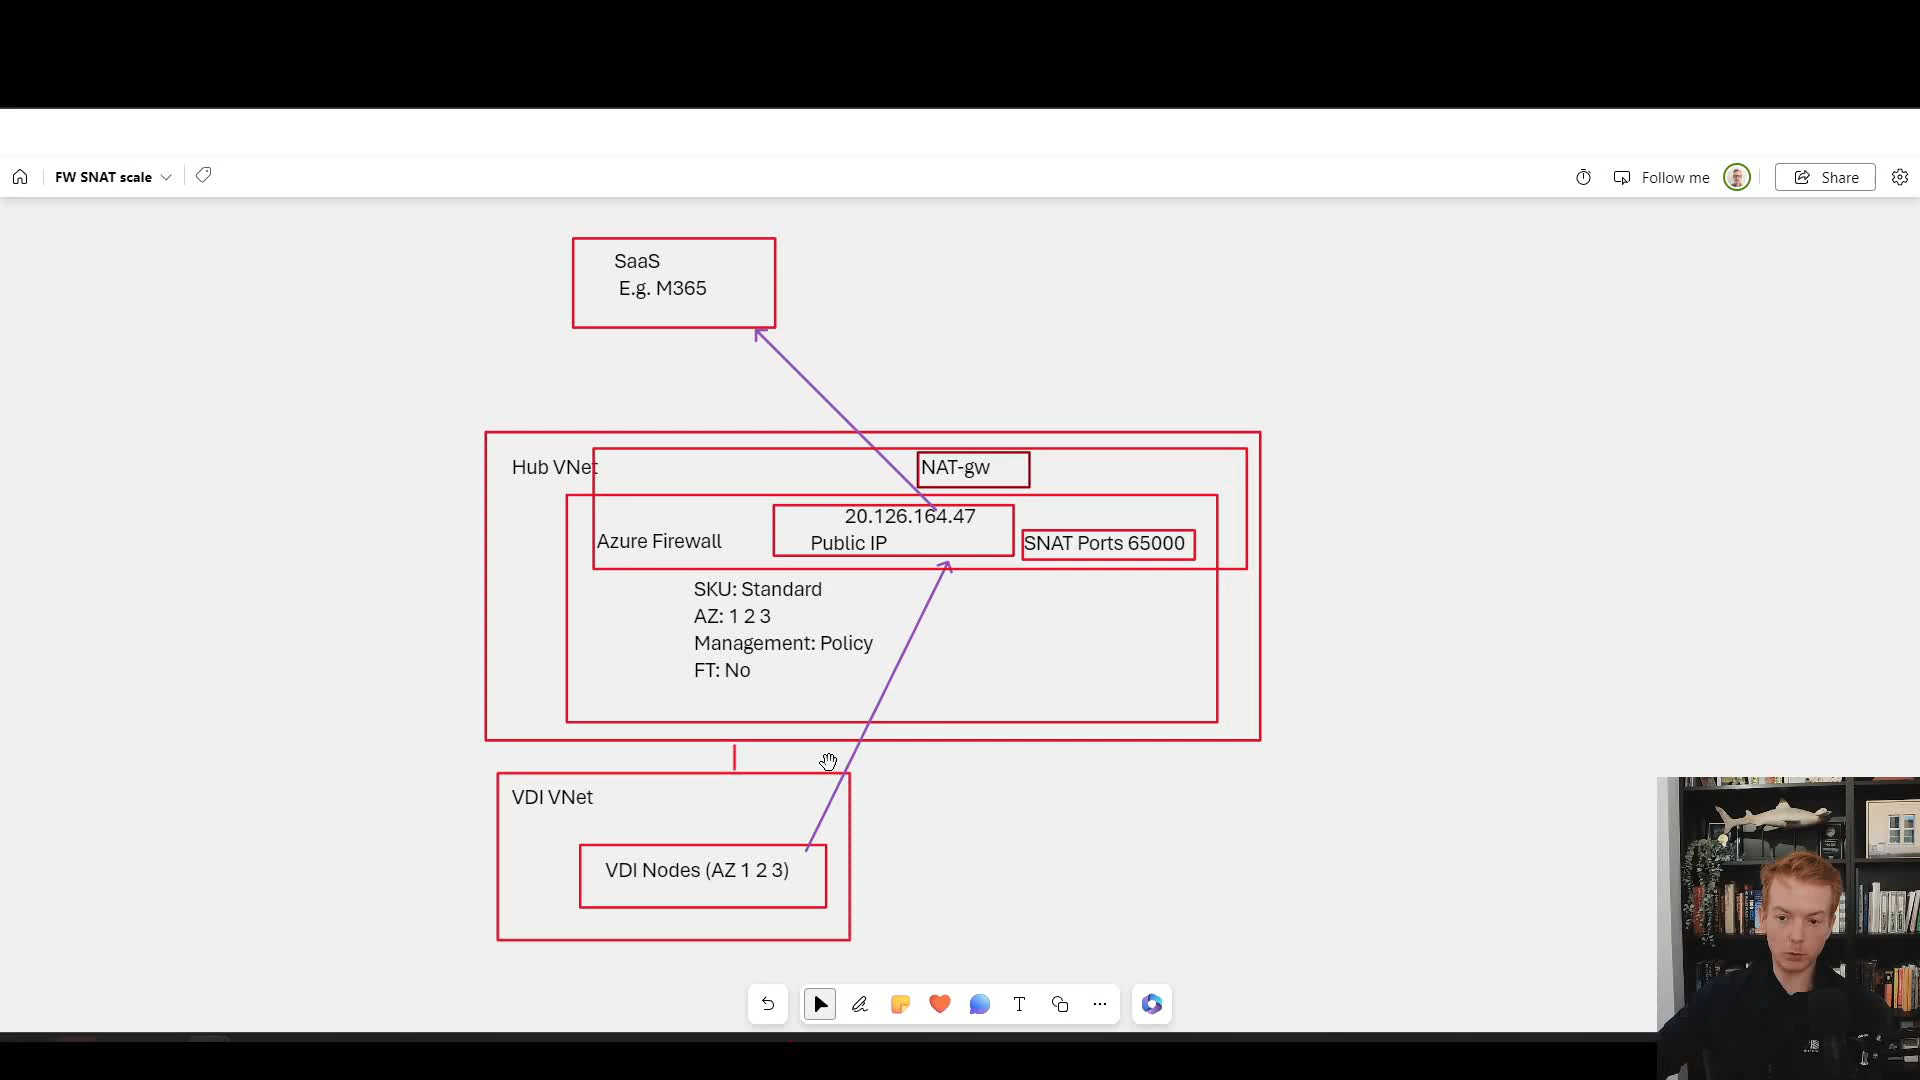 FW SNAT scale
Follow me
Share
SaaS
E.g. M365
Hub VNet
NAT-gw
20.126.164.47
Azure Firewall
Public IP
SNAT Ports 65000
SKU: Standard
AZ: 1 2 3
Management: Policy
FT: No
VDI VNet
VDI Nodes (AZ 1 2 3)